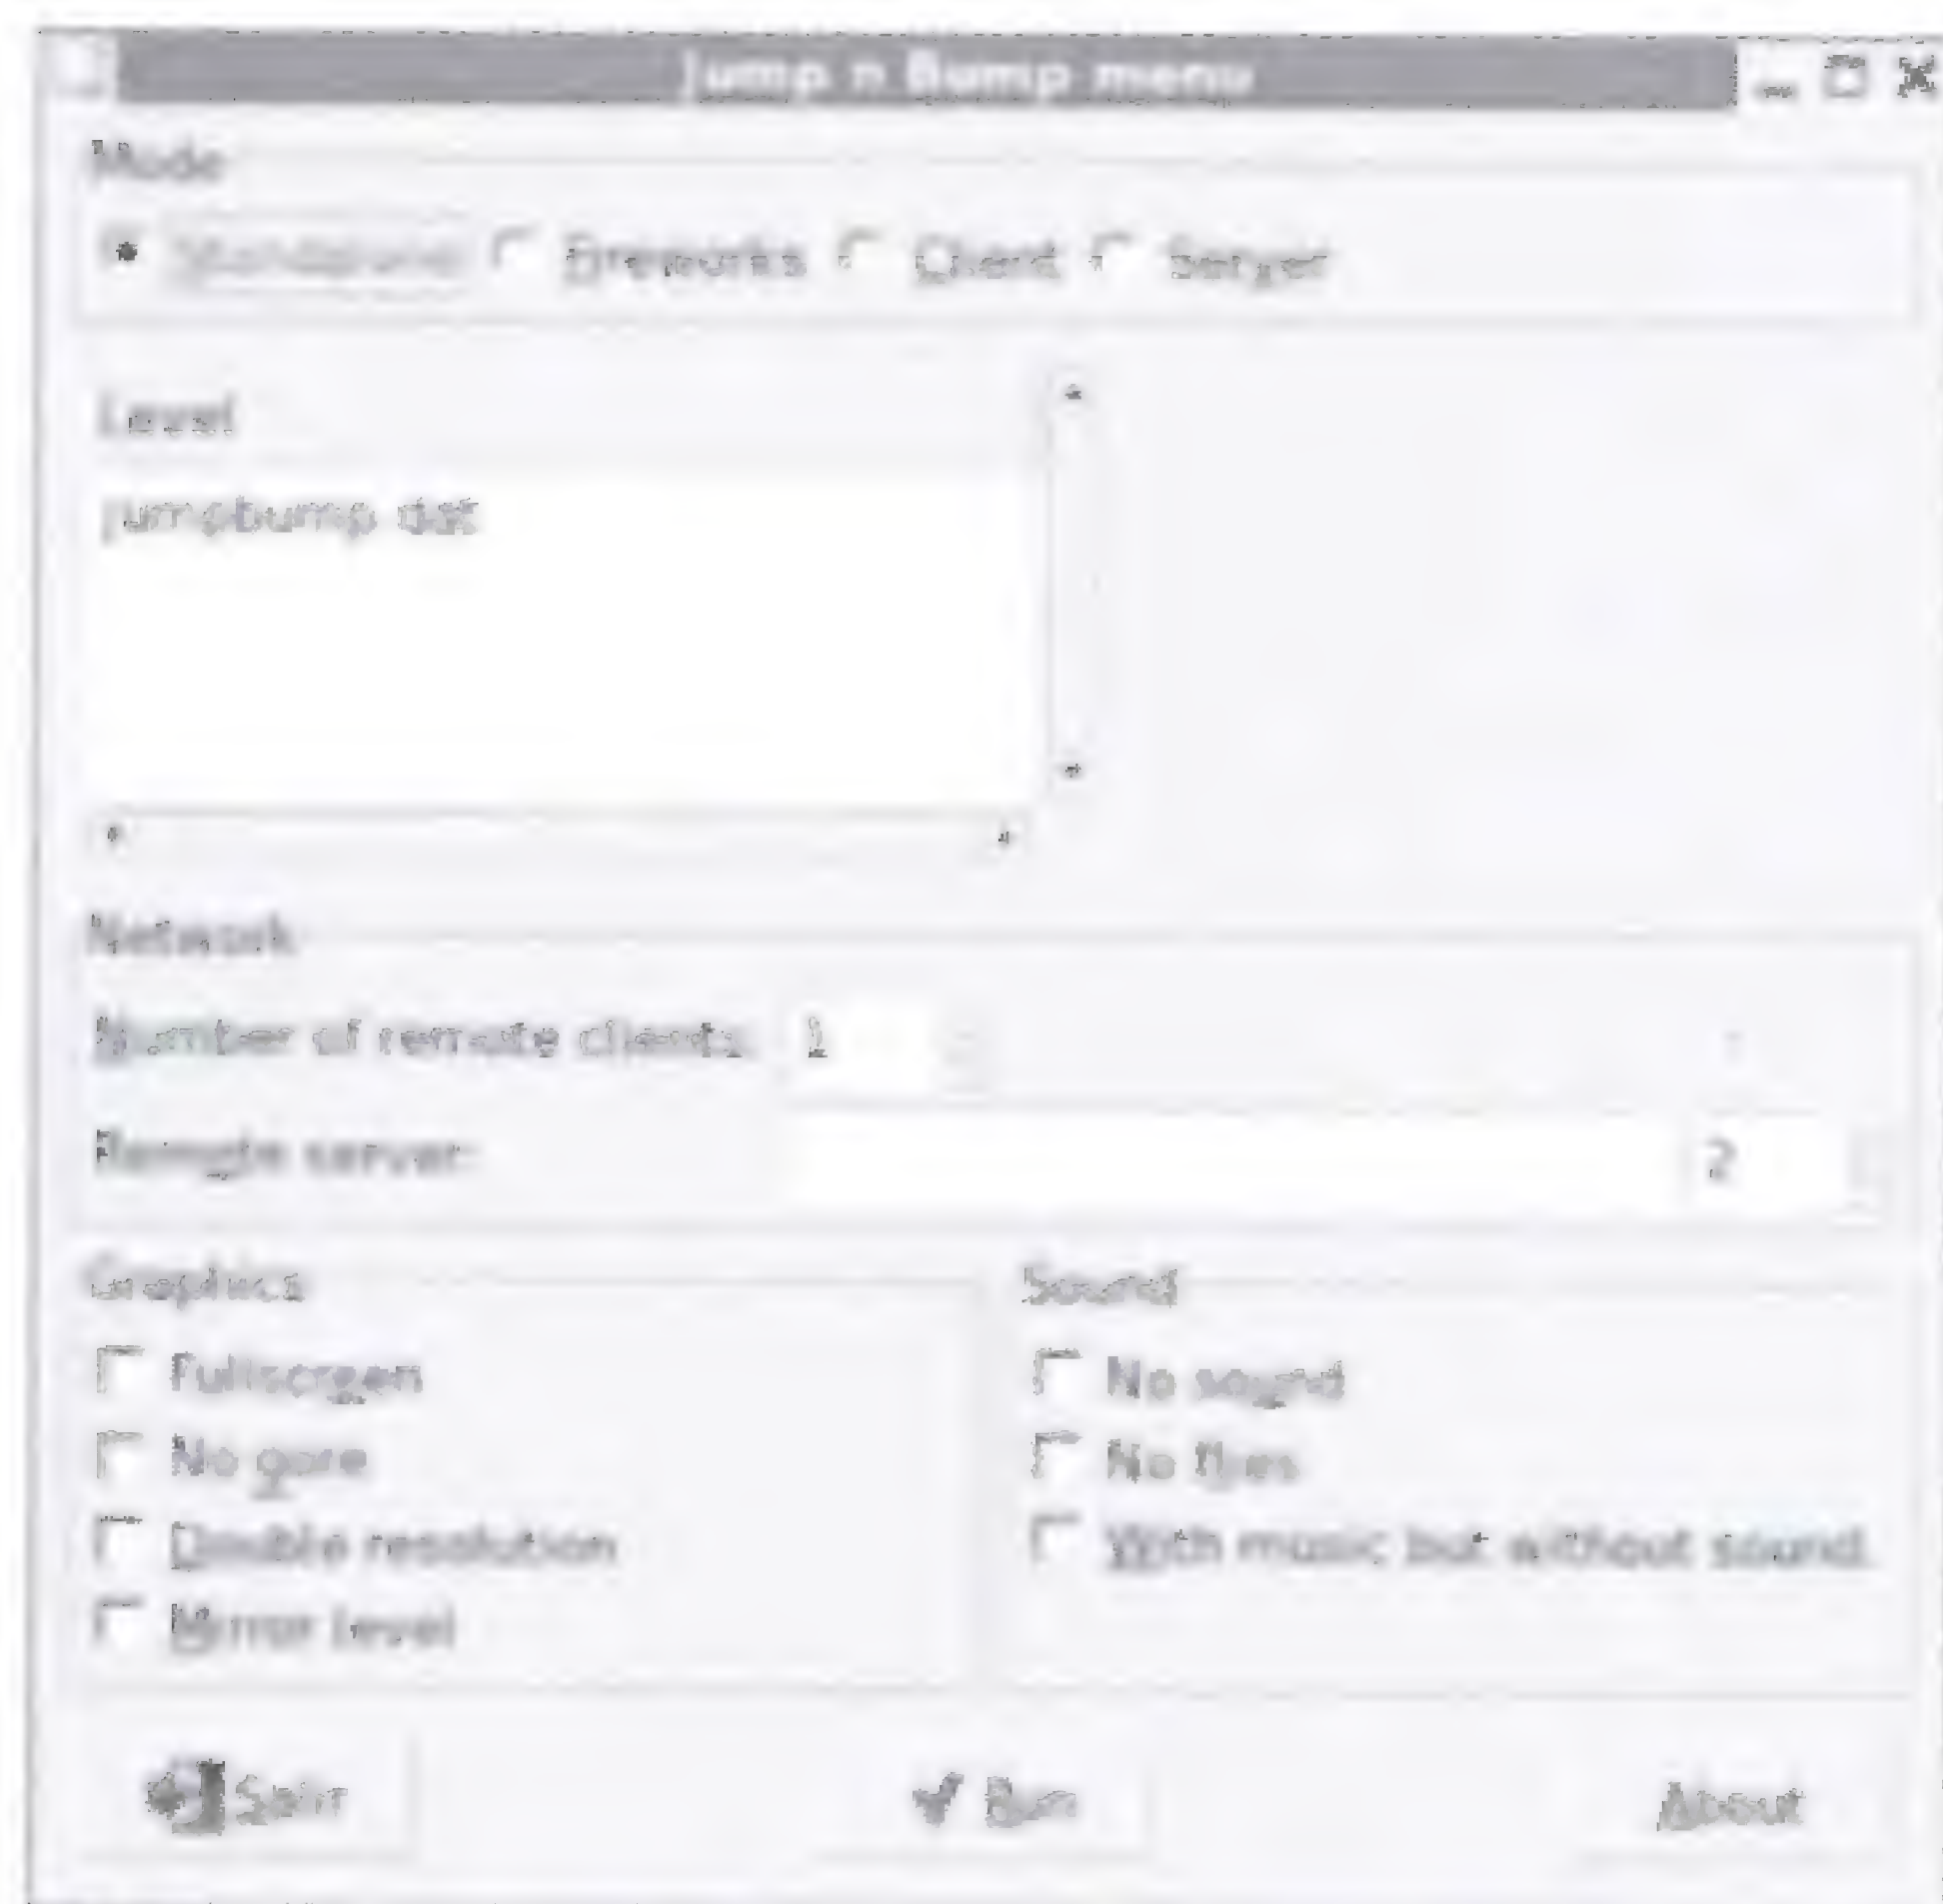 Jump n Bump menu
Mode
Standalone Fireworks Client Server
Level
jumpbump.dat
Network
Number of remote clients: 1
Remote server: 2
Graphics
Sound
Fullscreen
No sound
No gore
No flies
Double resolution
With music but without sound.
Mirror level
Salir
Run
About